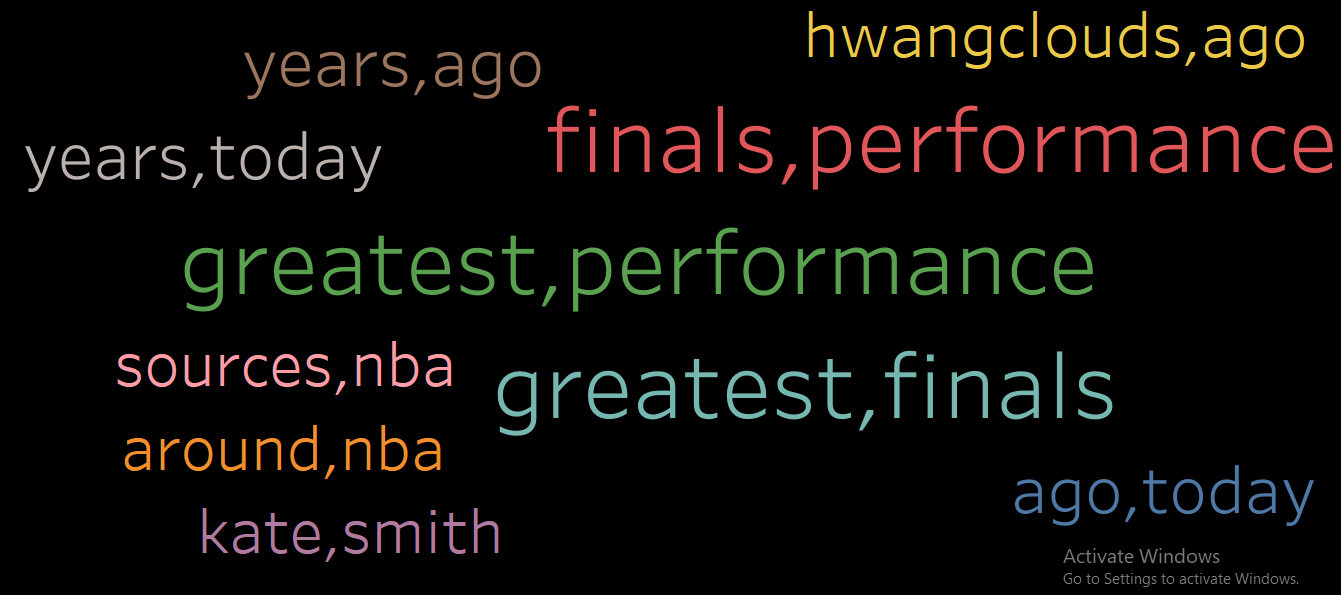 hwangclouds,ago
years,ago
finals,performance
years,today
greatest,performance
sources,nba
greatest,finals
around,nba
ago,today
kate,smith
Activate Windows
Go to Settings to activate Windows.